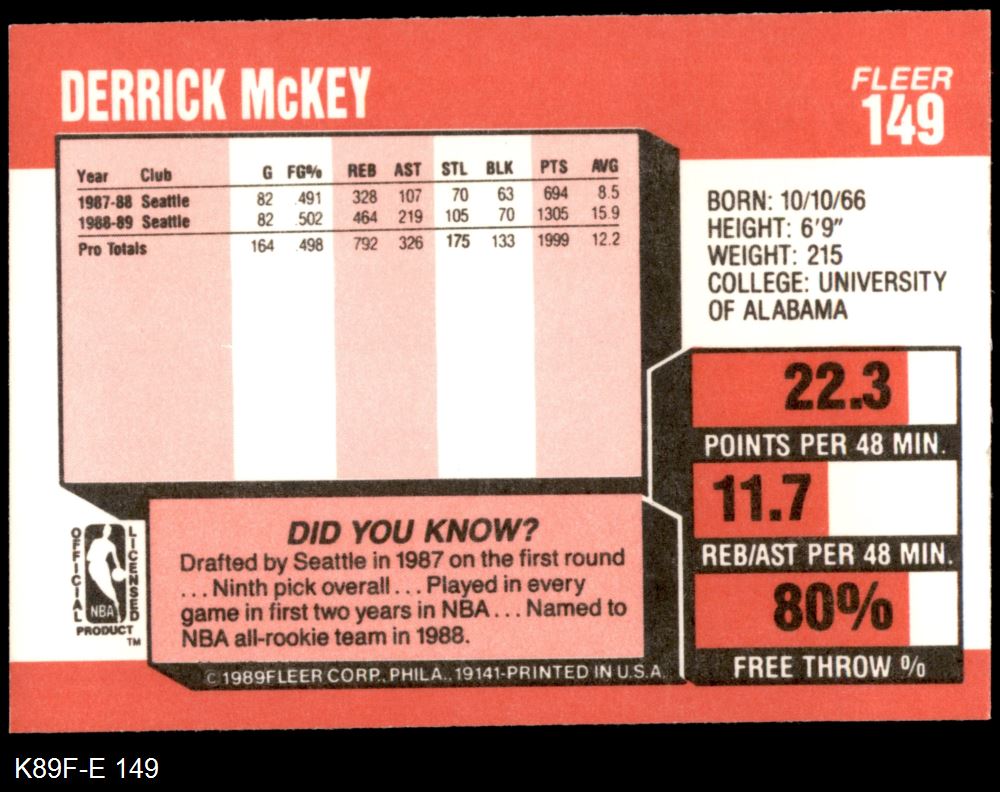 DERRICK McKEY
FLEER
149
Year Club G FG% REB AST STL BLK PTS AVG
1987-88 Seattle 82 .491 328 107 70 63 694 8.5
1988-89 Seattle 82 .502 464 219 105 70 1305 15.9
Pro Totals 164 .498 792 326 175 133 1999 12.2
BORN: 10/10/66
HEIGHT: 6'9"
WEIGHT: 215
COLLEGE: UNIVERSITY
OF ALABAMA
22.3
POINTS PER 48 MIN.
11.7
REB/AST PER 48 MIN.
80%
FREE THROW %
DID YOU KNOW?
Drafted by Seattle in 1987 on the first round
... Ninth pick overall ... Played in every
game in first two years in NBA ... Named to
NBA all-rookie team in 1988.
OFFICIAL
LICENSED
NBA
PRODUCT
TM
© 1989 FLEER CORP., PHILA., 19141-PRINTED IN U.S.A.
K89F-E 149